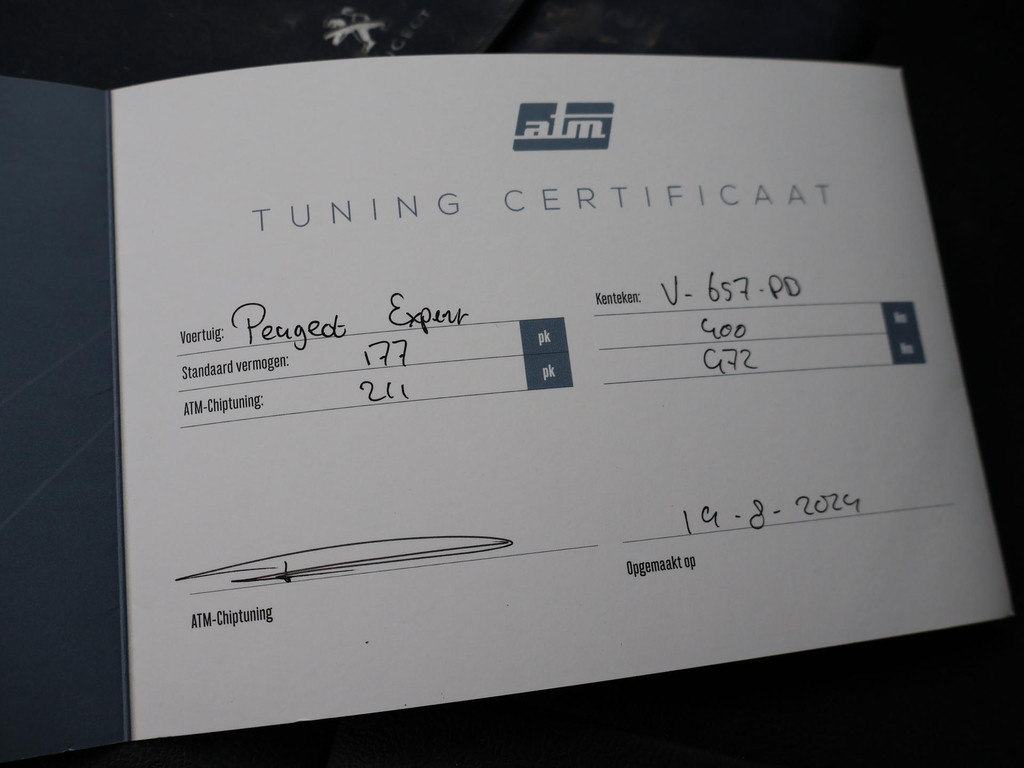 PEUGEOT
atm
TUNING CERTIFICAAT
Voertuig: Peugeot Expert
Kenteken: V-657-PD
Standaard vermogen: 177 pk
400 Nm
ATM-Chiptuning: 211 pk
472 Nm
19-8-2024
ATM-Chiptuning
Opgemaakt op